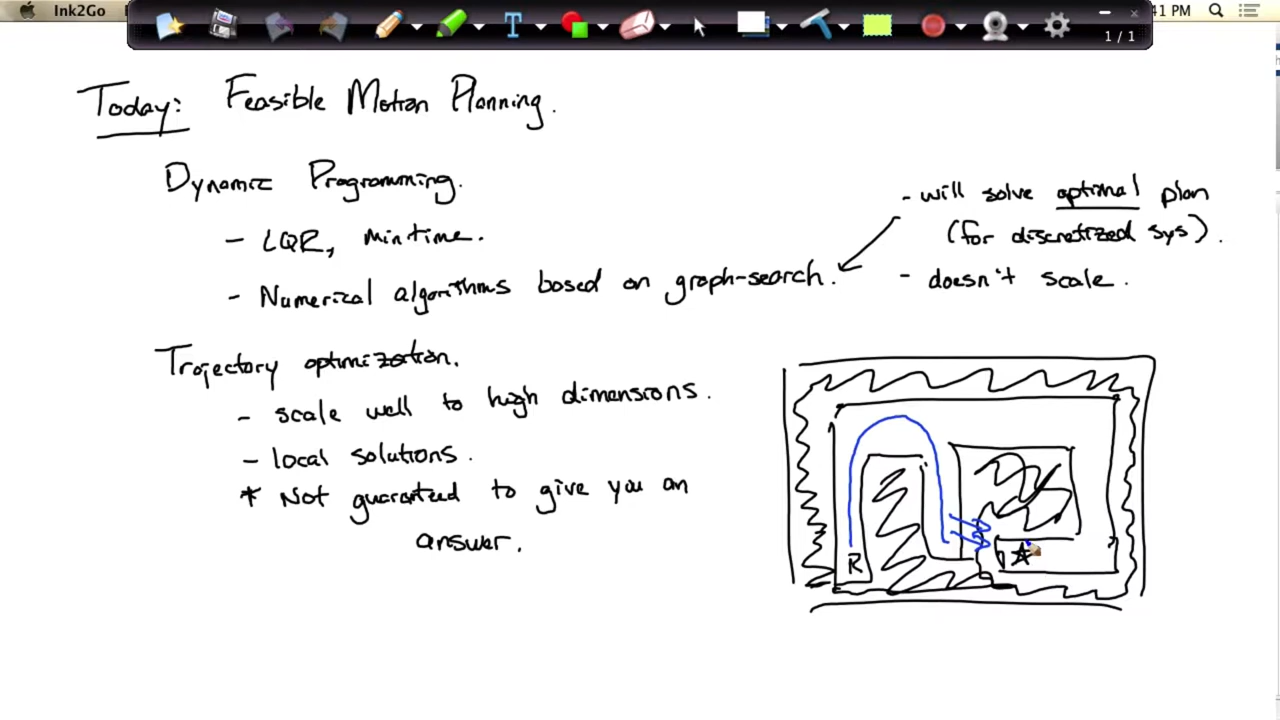 Ink2Go
41 PM
1 / 1
Today: Feasible Motion Planning.
Dynamic Programming.
- LQR, min time.
- Numerical algorithms based on graph-search.
- will solve optimal plan
(for discretized sys).
- doesn't scale.
Trajectory optimization.
- scale well to high dimensions.
- local solutions.
* Not guaranteed to give you an
answer.
R